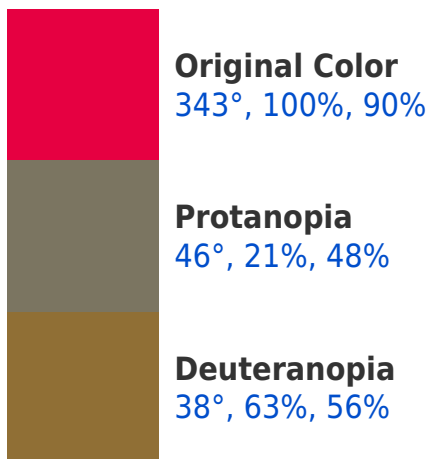 Original Color
343°, 100%, 90%
Protanopia
46°, 21%, 48%
Deuteranopia
38°, 63%, 56%